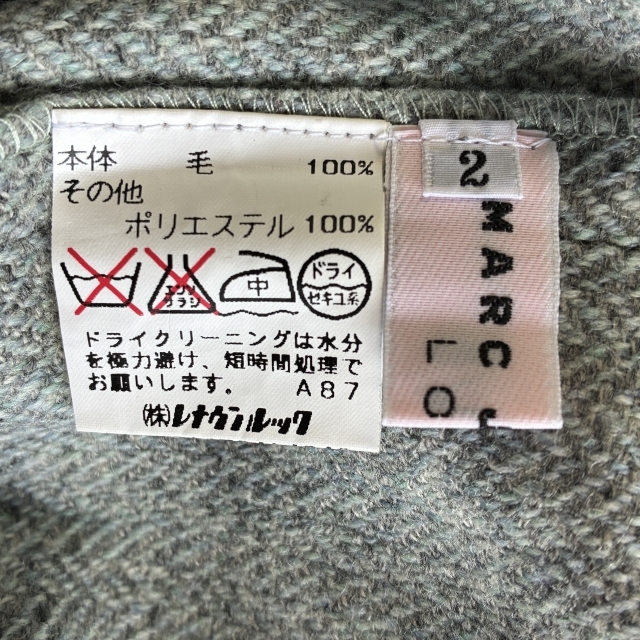 本体 毛 100%
その他
ポリエステル 100%
エンソ
ブラシ
中
ドライ
セキユ系
ドライクリーニングは水分
を極力避け、短時間処理で
お願いします。 A87
(株)レナウンルック
2
MARC J
LO